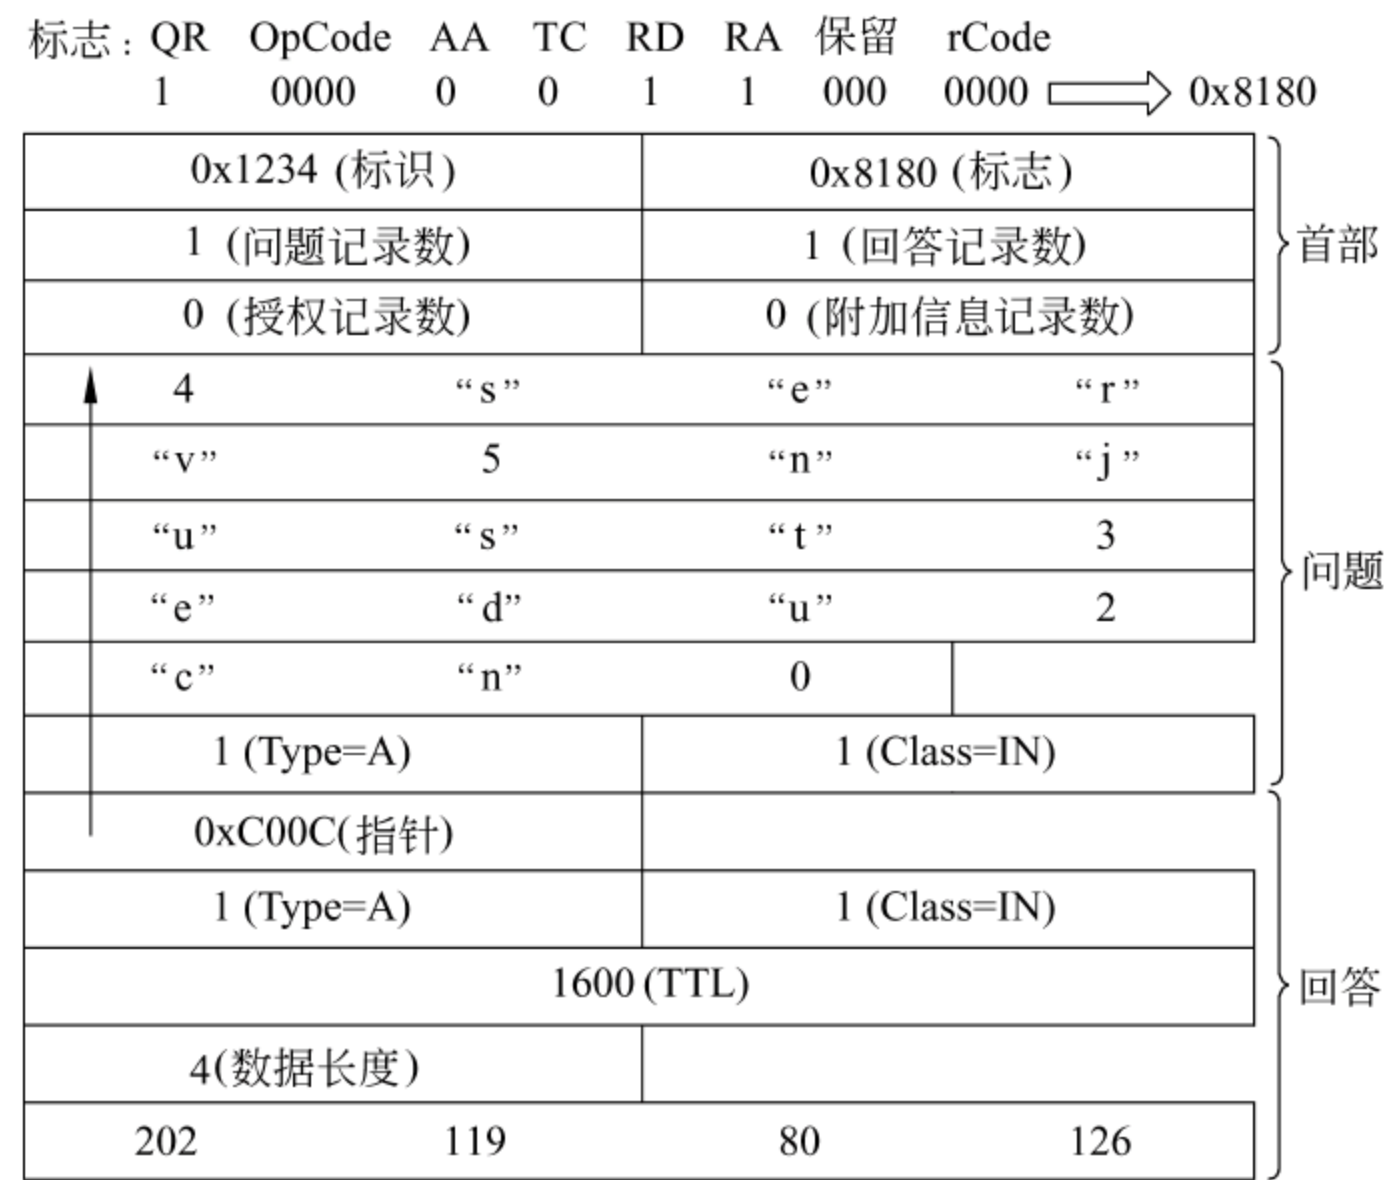 标志: QR OpCode AA TC RD RA 保留 rCode
1 0000 0 0 1 1 000 0000 0x8180
0x1234 (标识) 0x8180 (标志)
1 (问题记录数) 1 (回答记录数) 首部
0 (授权记录数) 0 (附加信息记录数)
4 “s” “e” “r”
“v” 5 “n” “j”
“u” “s” “t” 3 问题
“e” “d” “u” 2
“c” “n” 0
1 (Type=A) 1 (Class=IN)
0xC00C(指针)
1 (Type=A) 1 (Class=IN)
1600 (TTL) 回答
4(数据长度)
202 119 80 126